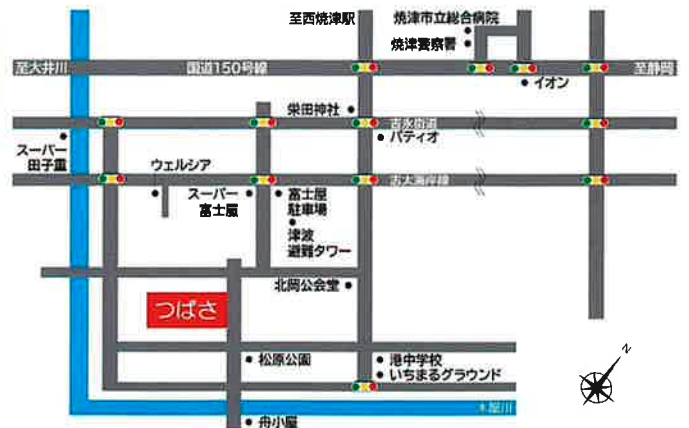 至西焼津駅
焼津市立総合病院
焼津警察署
至大井川
国道150号線
至静岡
イオン
栄田神社
吉永街道
パティオ
スーパー
田子重
ウェルシア
スーパー
富士屋
富士屋
駐車場
津波
避難タワー
北岡公会堂
つばさ
松原公園
港中学校
いちまるグラウンド
木屋川
舟小屋
N